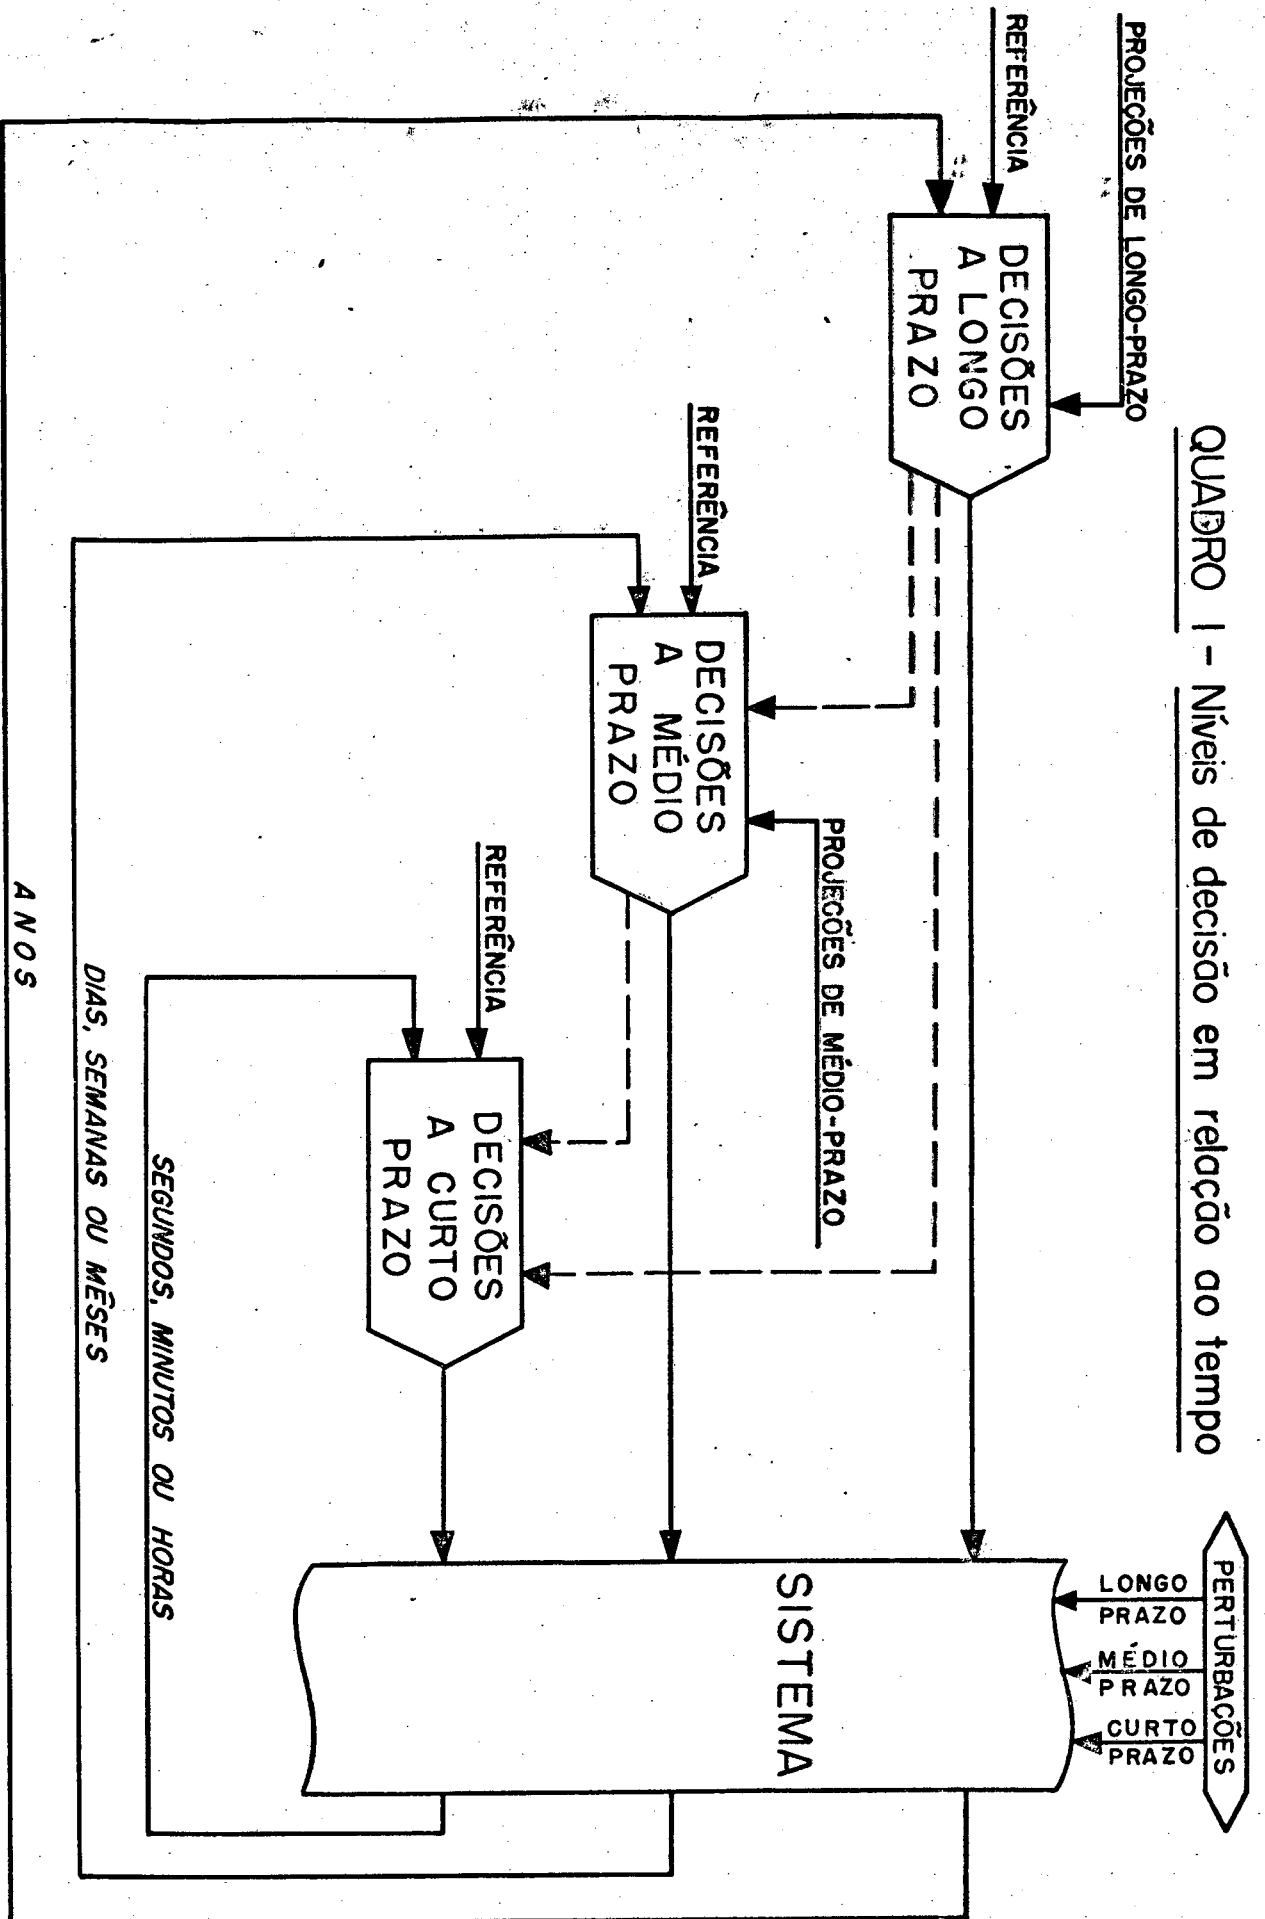 QUADRO I - Níveis de decisão em relação ao tempo
PERTURBAÇÕES
LONGO
PRAZO
MÉDIO
PRAZO
CURTO
PRAZO
PROJEÇÕES DE LONGO-PRAZO
REFERÊNCIA
DECISÕES
A LONGO
PRAZO
PROJECÕES DE MÉDIO-PRAZO
REFERÊNCIA
DECISÕES
A MÉDIO
PRAZO
REFERÊNCIA
DECISÕES
A CURTO
PRAZO
SISTEMA
SEGUNDOS, MINUTOS OU HORAS
DIAS, SEMANAS OU MÊSES
ANOS